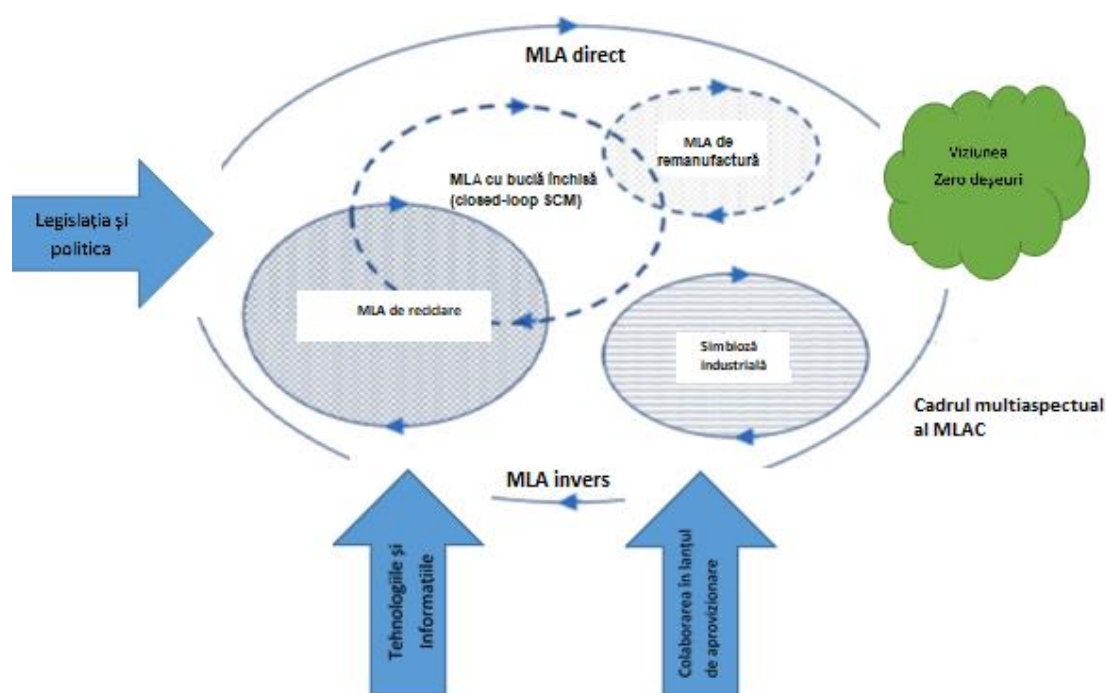 MLA direct
MLA de
remanufactură
Viziunea
Zero deșeuri
MLA cu buclă închisă
(closed-loop SCM)
Legislația și
politica
MLA de reciclare
Simbioză
industrială
Cadrul multiaspectual
al MLAC
MLA invers
Tehnologiile și
Informațiile
Colaborarea în lanțul
de aprovizionare